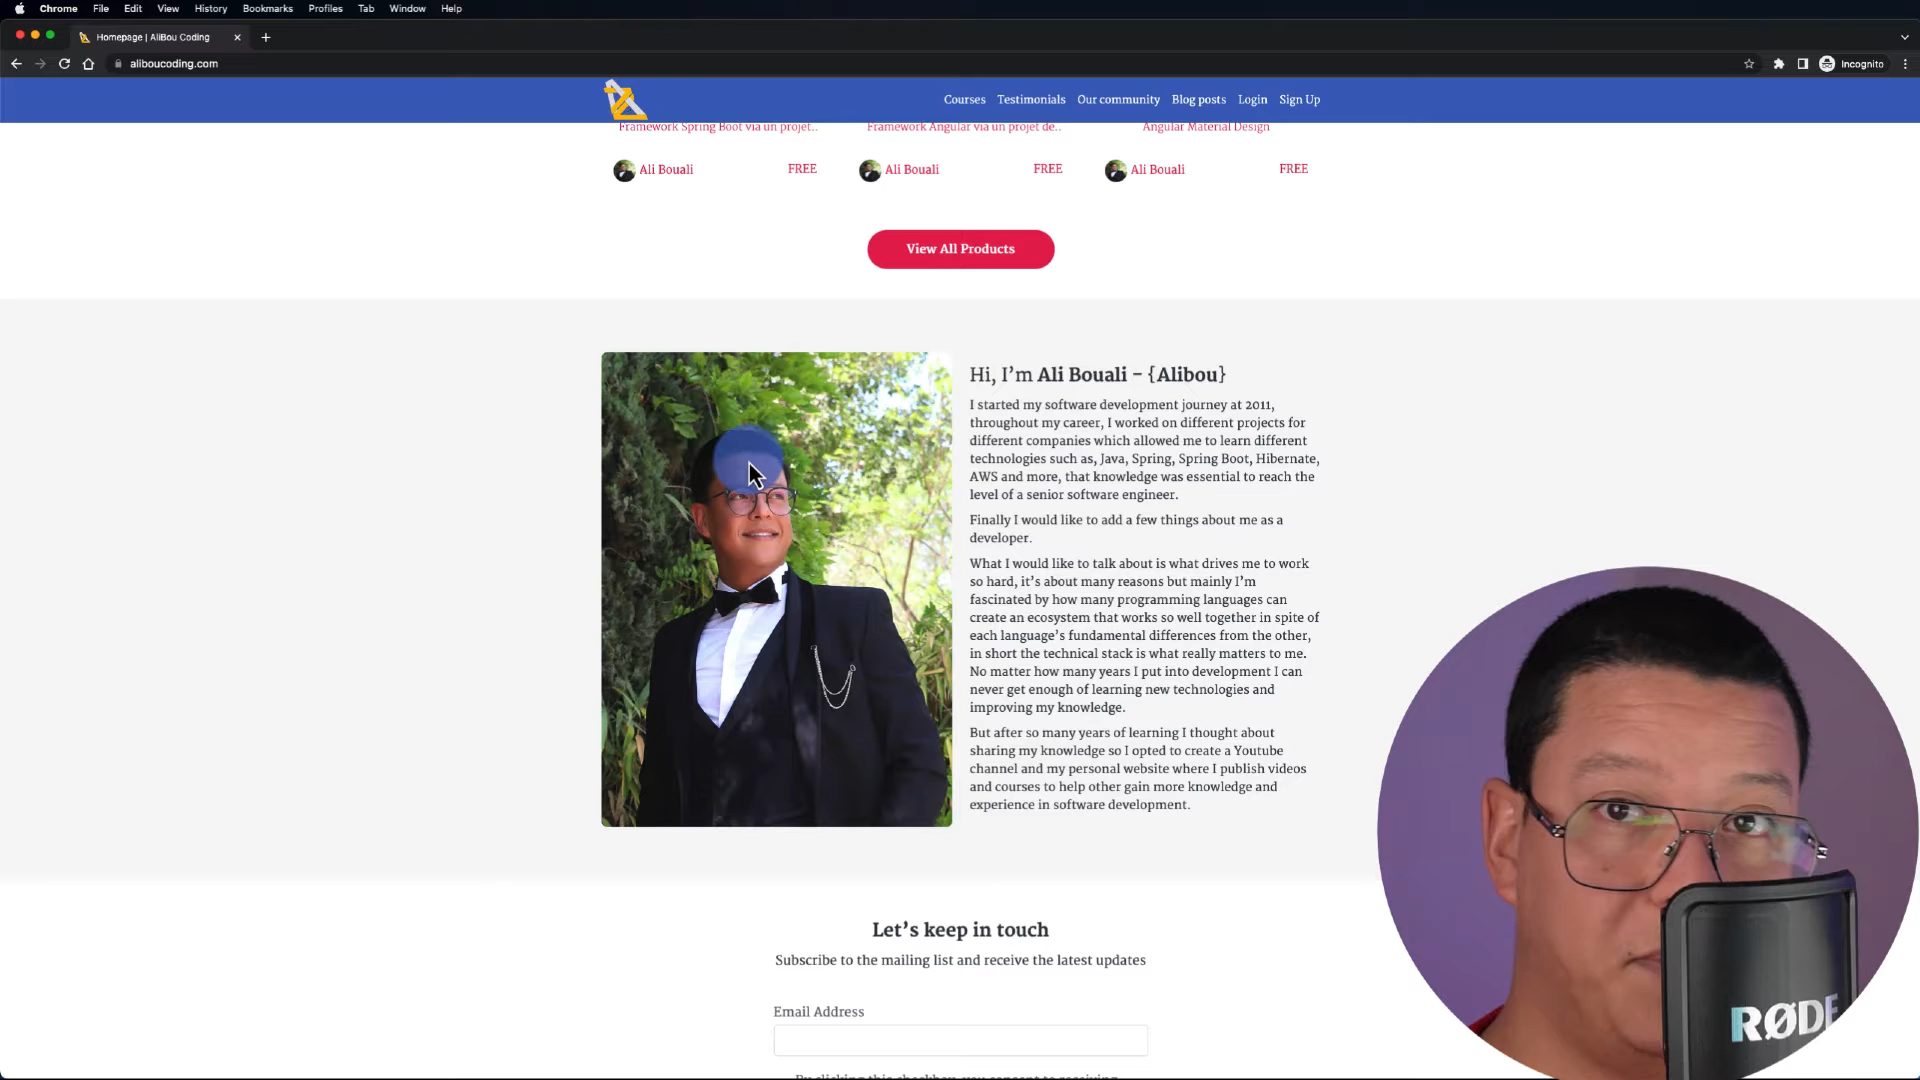 Chrome File Edit View History Bookmarks Profiles Tab Window Help
Homepage | AliBou Coding
aliboucoding.com
Incognito
Courses Testimonials Our community Blog posts Login Sign Up
Framework Spring Boot via un projet.. Framework Angular via un projet de.. Angular Material Design
Ali Bouali FREE Ali Bouali FREE Ali Bouali FREE
View All Products
Hi, I’m Ali Bouali - {Alibou}
I started my software development journey at 2011,
throughout my career, I worked on different projects for
different companies which allowed me to learn different
technologies such as, Java, Spring, Spring Boot, Hibernate,
AWS and more, that knowledge was essential to reach the
level of a senior software engineer.
Finally I would like to add a few things about me as a
developer.
What I would like to talk about is what drives me to work
so hard, it’s about many reasons but mainly I’m
fascinated by how many programming languages can
create an ecosystem that works so well together in spite of
each language’s fundamental differences from the other,
in short the technical stack is what really matters to me.
No matter how many years I put into development I can
never get enough of learning new technologies and
improving my knowledge.
But after so many years of learning I thought about
sharing my knowledge so I opted to create a Youtube
channel and my personal website where I publish videos
and courses to help other gain more knowledge and
experience in software development.
Let’s keep in touch
Subscribe to the mailing list and receive the latest updates
Email Address
By clicking this checkbox, you consent to receiving
RØDE